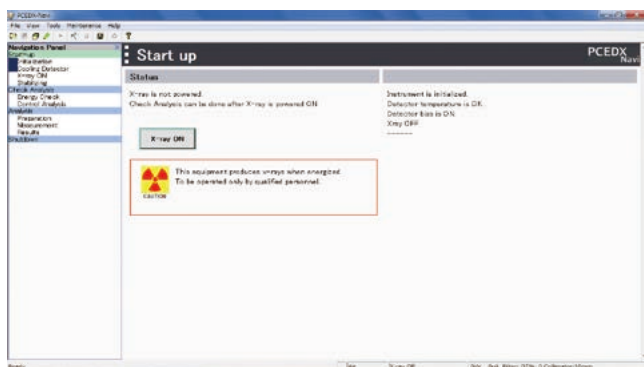 PCEDX-Navi
File View Tools Maintenance Help
Navigation Panel
Start-up
Initialization
Cooling Detector
X-ray ON
Stabilizing
Check Analysis
Energy Check
Control Analysis
Analysis
Preparation
Measurement
Results
Shutdown
Start up
PCEDX
Navi
Status
X-ray is not powered.
Check Analysis can be done after X-ray is powered ON
X-ray ON
CAUTION
This equipment produces x-rays when energized.
To be operated only by qualified personnel.
Instrument is initialized.
Detector temperature is OK.
Detector bias is ON
Xray OFF
------
Ready
X-ray Off